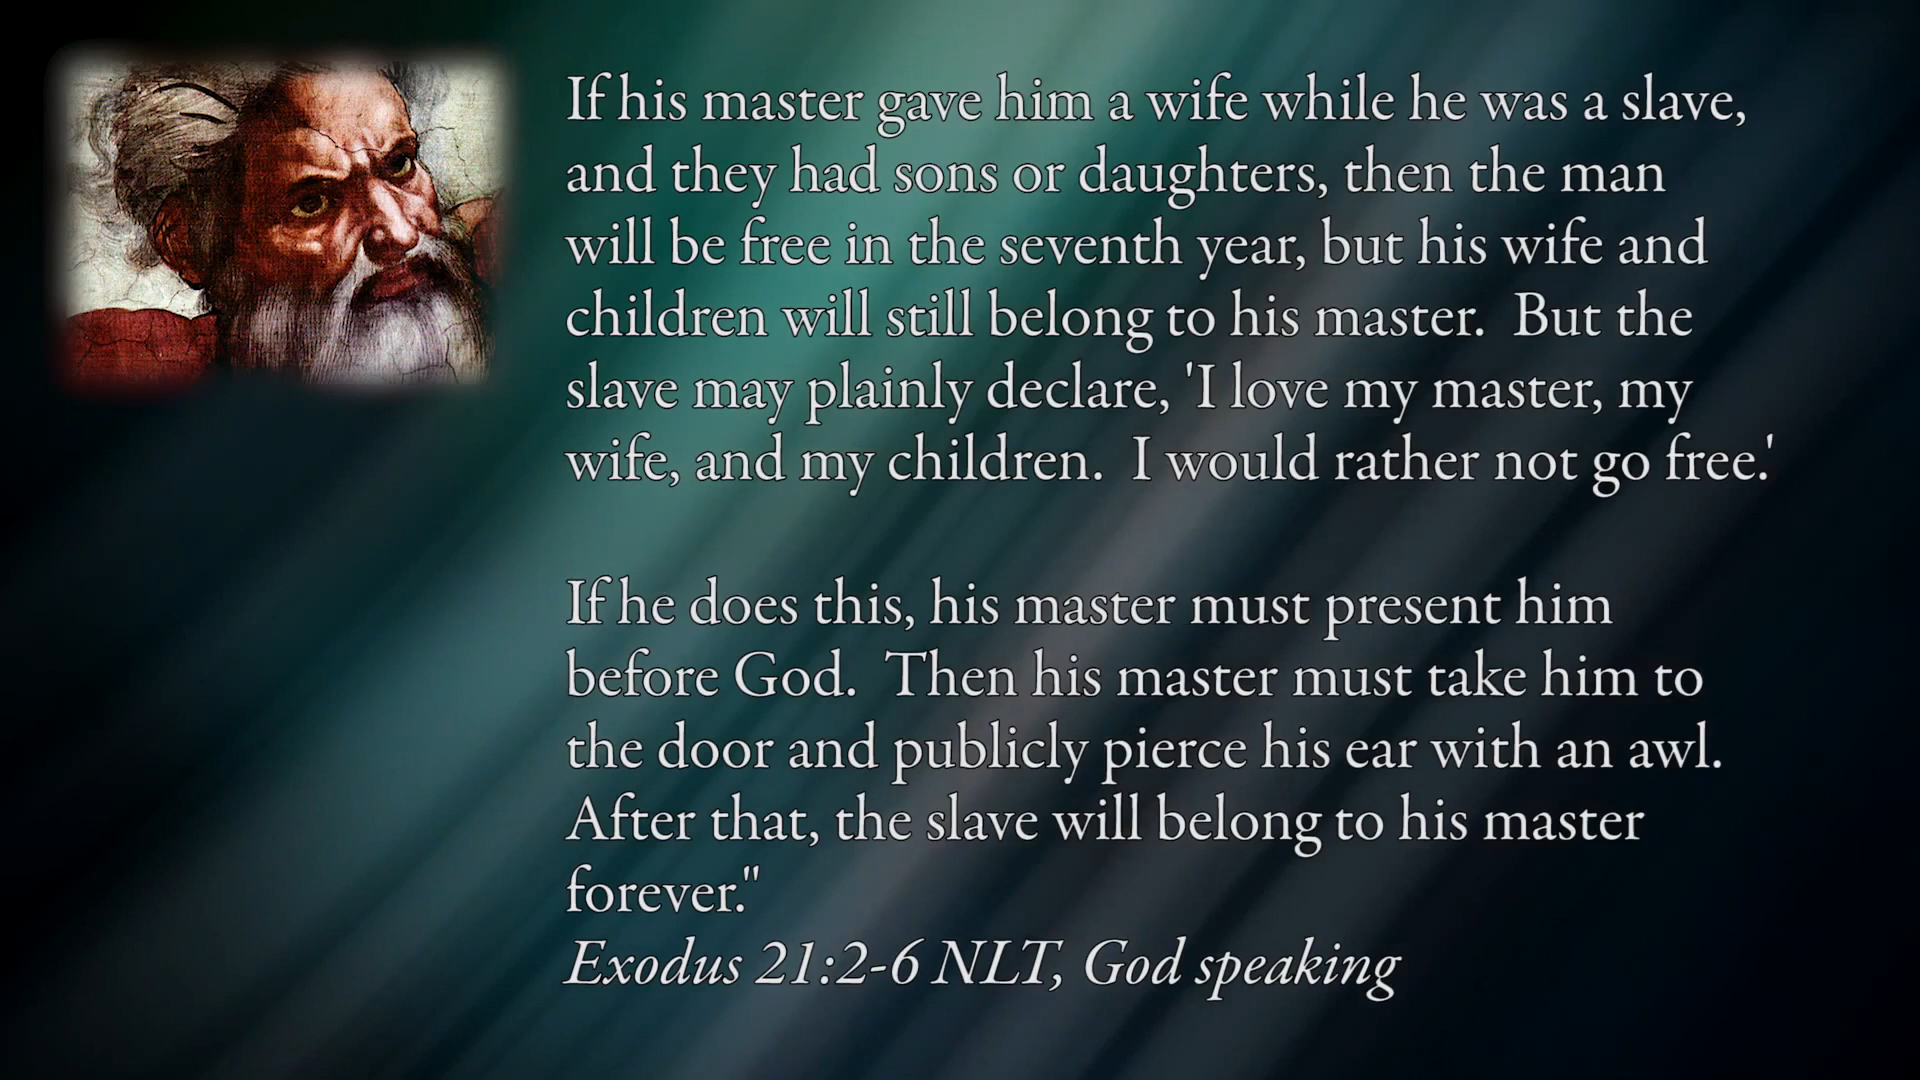 If his master gave him a wife while he was a slave,
and they had sons or daughters, then the man
will be free in the seventh year, but his wife and
children will still belong to his master.  But the
slave may plainly declare, 'I love my master, my
wife, and my children.  I would rather not go free.'
If he does this, his master must present him
before God.  Then his master must take him to
the door and publicly pierce his ear with an awl.
After that, the slave will belong to his master
forever."
Exodus 21:2-6 NLT, God speaking